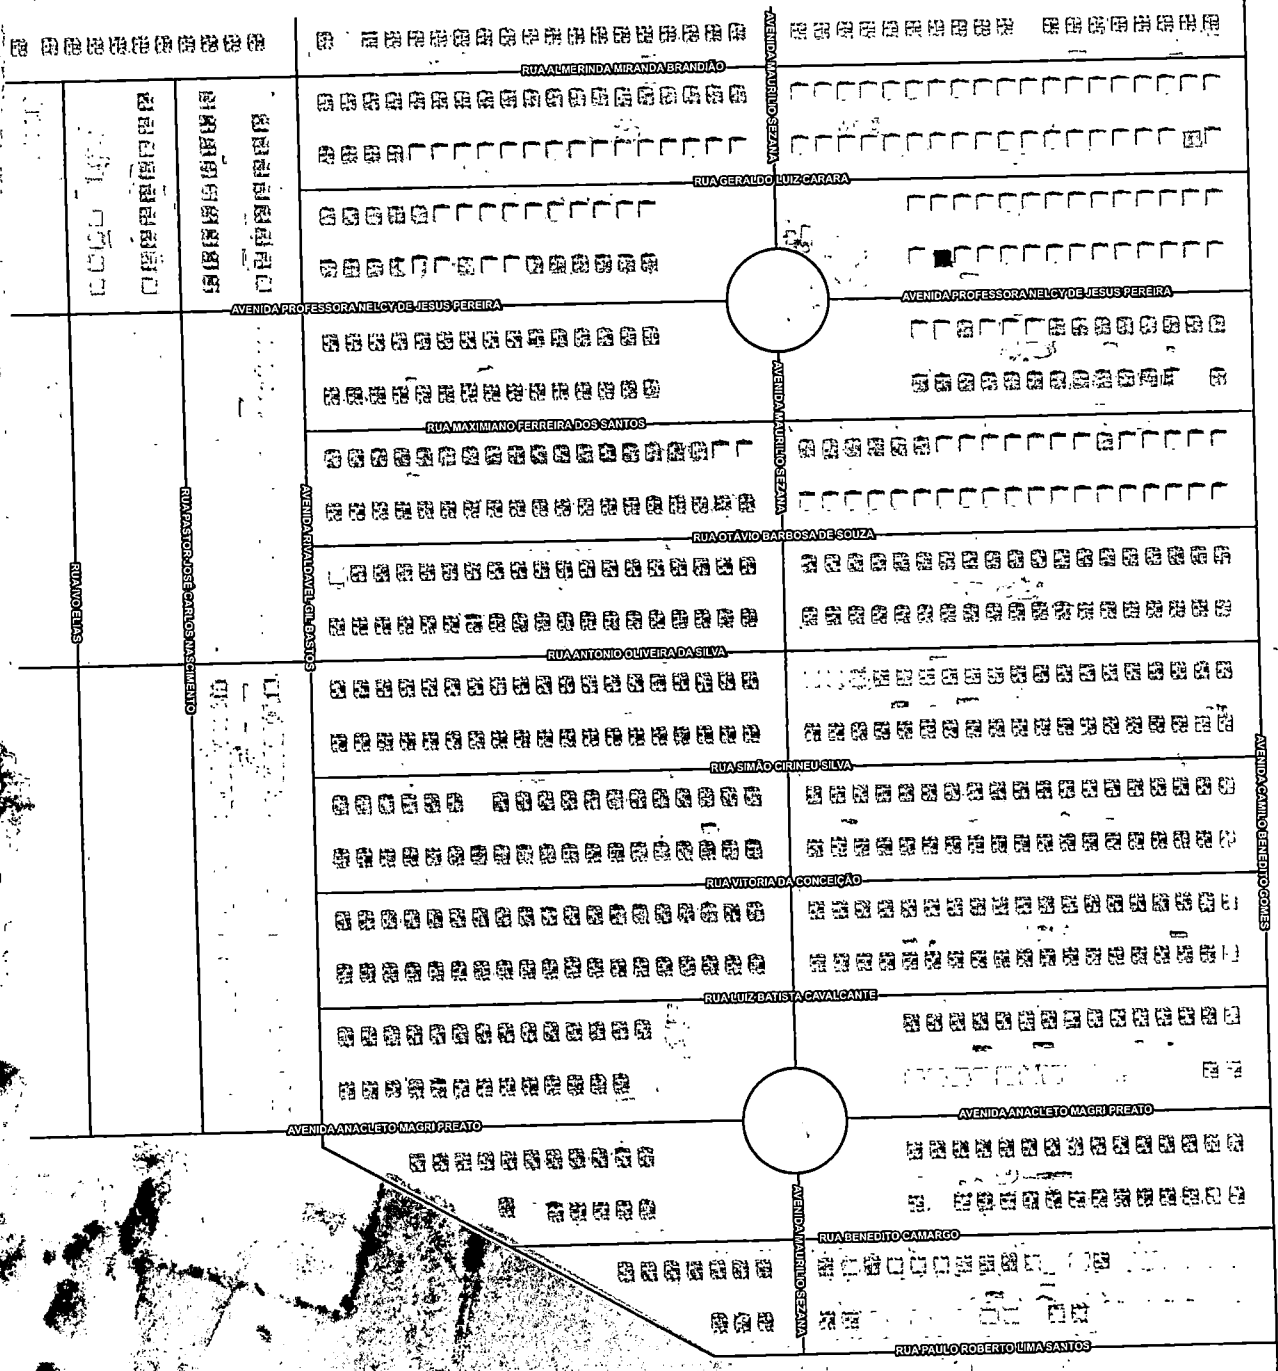 AVENIDA MAURILIO SEZANA
RUA ALMERINDA MIRANDA BRANDIÃO
RUA GERALDO LUIZ CARARA
AVENIDA PROFESSORA NELCY DE JESUS PEREIRA
AVENIDA PROFESSORA NELCY DE JESUS PEREIRA
AVENIDA MAURILIO SEZANA
RUA MAXIMIANO FERREIRA DOS SANTOS
RUA PASTOR JOSÉ CARLOS NASCIMENTO
AVENIDA RIVALDAVEL GIL BASTOS
RUA OTÁVIO BARBOSA DE SOUZA
RUA IVO ELIAS
RUA ANTONIO OLIVEIRA DA SILVA
AVENIDA CAMILO BENEDITO GOMES
RUA SIMÃO CIRINEU SILVA
RUA VITORIA DA CONCEIÇÃO
RUA LUIZ BATISTA CAVALCANTE
AVENIDA ANACLETO MAGRI PREATO
AVENIDA ANACLETO MAGRI PREATO
AVENIDA MAURILIO SEZANA
RUA BENEDITO CAMARGO
RUA PAULO ROBERTO LIMA SANTOS